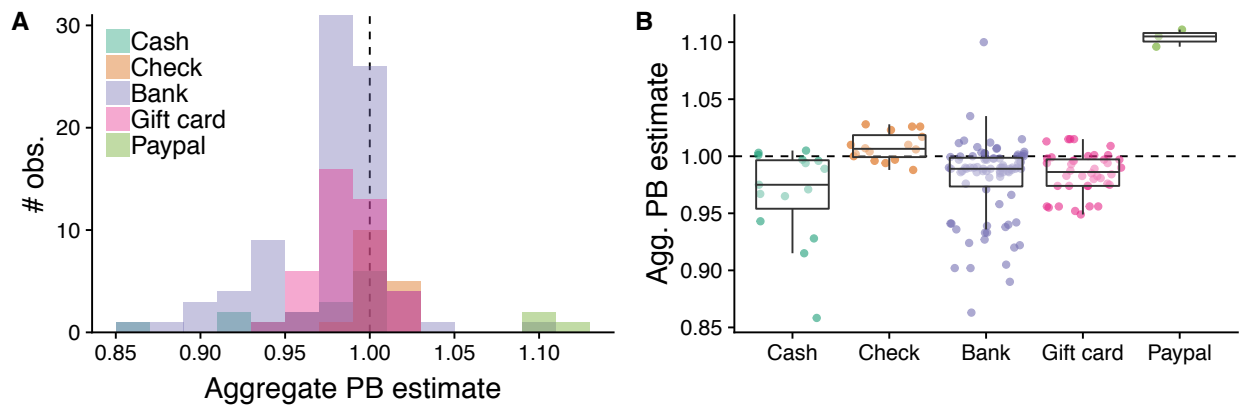 A
# obs.
30
20
10
0
Cash
Check
Bank
Gift card
Paypal
0.85 0.90 0.95 1.00 1.05 1.10
Aggregate PB estimate
B
Agg. PB estimate
1.10
1.05
1.00
0.95
0.90
0.85
Cash Check Bank Gift card Paypal